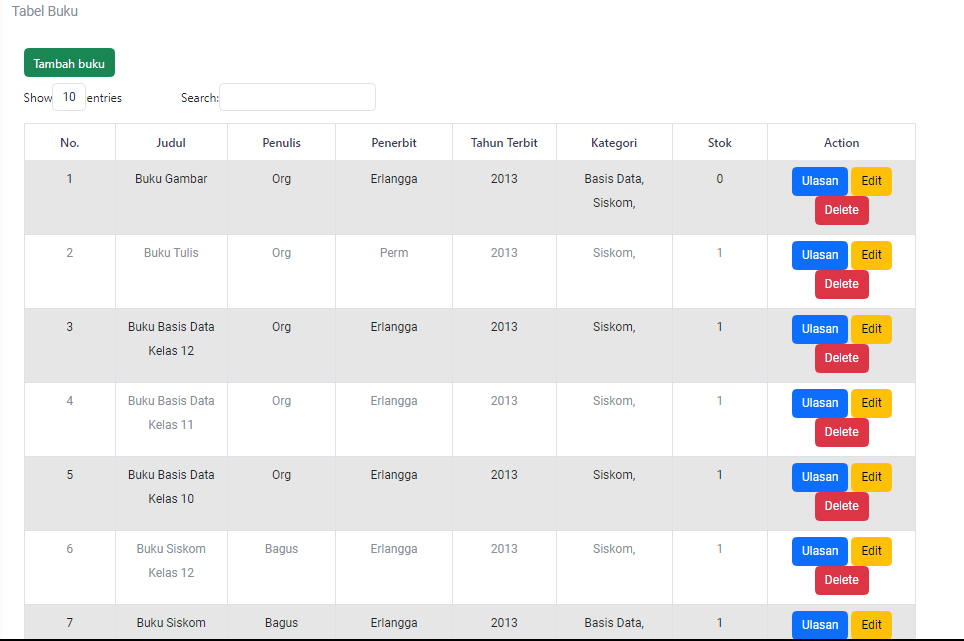 Tabel Buku
Tambah buku
Show 10 entries Search:
No. Judul Penulis Penerbit Tahun Terbit Kategori Stok Action
1 Buku Gambar Org Erlangga 2013 Basis Data, 0 Ulasan Edit
Siskom, Delete
2 Buku Tulis Org Perm 2013 Siskom, 1 Ulasan Edit
Delete
3 Buku Basis Data Org Erlangga 2013 Siskom, 1 Ulasan Edit
Kelas 12 Delete
4 Buku Basis Data Org Erlangga 2013 Siskom, 1 Ulasan Edit
Kelas 11 Delete
5 Buku Basis Data Org Erlangga 2013 Siskom, 1 Ulasan Edit
Kelas 10 Delete
6 Buku Siskom Bagus Erlangga 2013 Siskom, 1 Ulasan Edit
Kelas 12 Delete
7 Buku Siskom Bagus Erlangga 2013 Basis Data, 1 Ulasan Edit